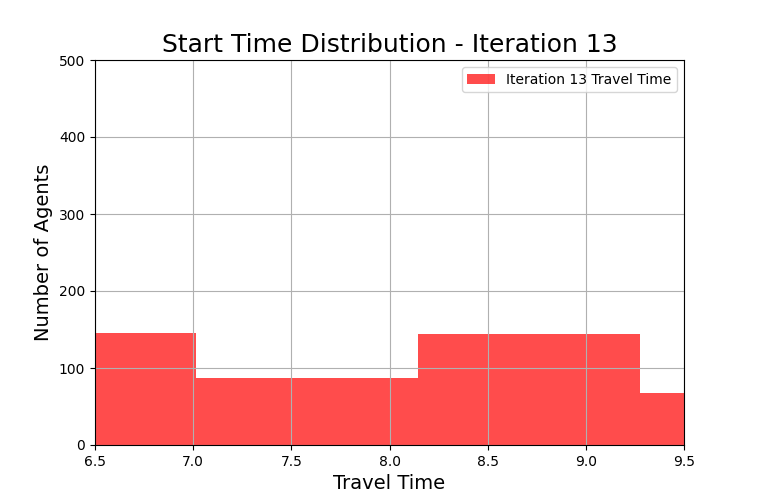 Start Time Distribution - Iteration 13
Iteration 13 Travel Time
Number of Agents
500
400
300
200
100
0
6.5 7.0 7.5 8.0 8.5 9.0 9.5
Travel Time